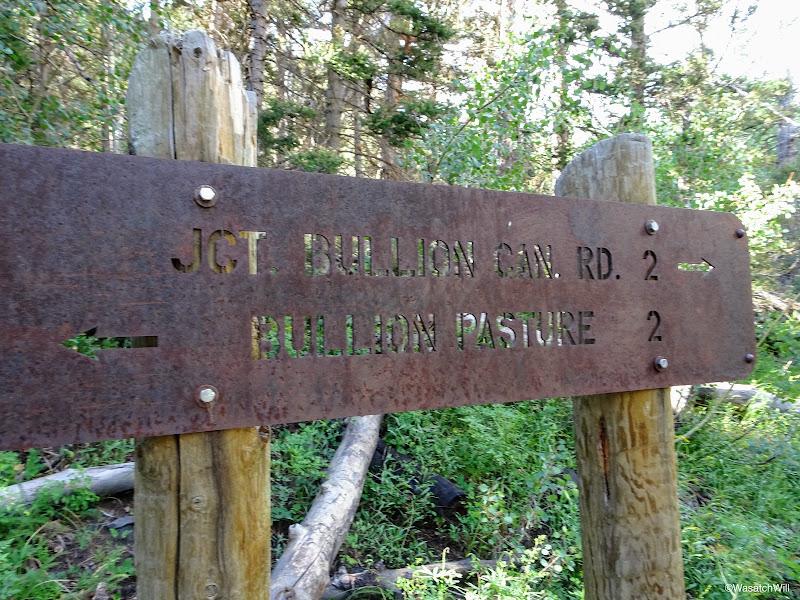 JCT. BULLION CAN. RD. 2 →
← BULLION PASTURE 2
©WasatchWill